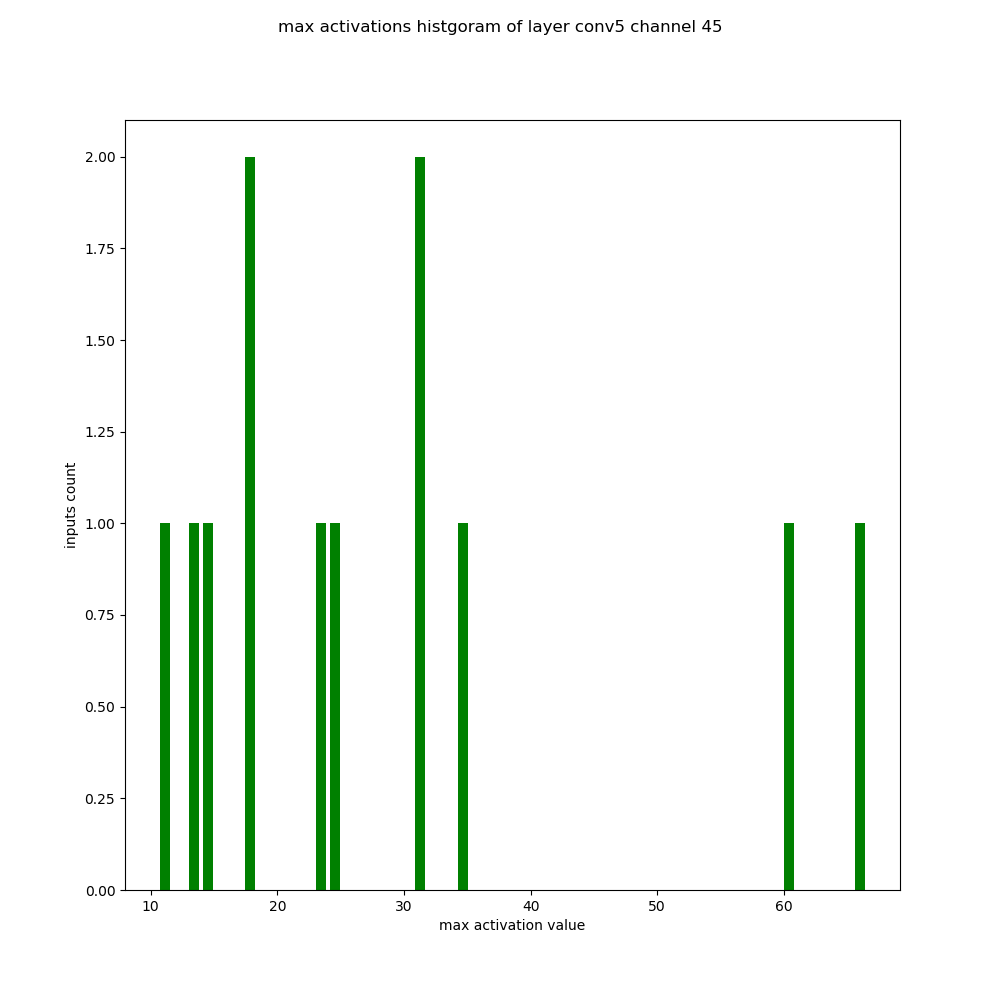 max activations histgoram of layer conv5 channel 45
2.00
1.75
1.50
1.25
1.00
0.75
0.50
0.25
0.00
inputs count
10 20 30 40 50 60
max activation value